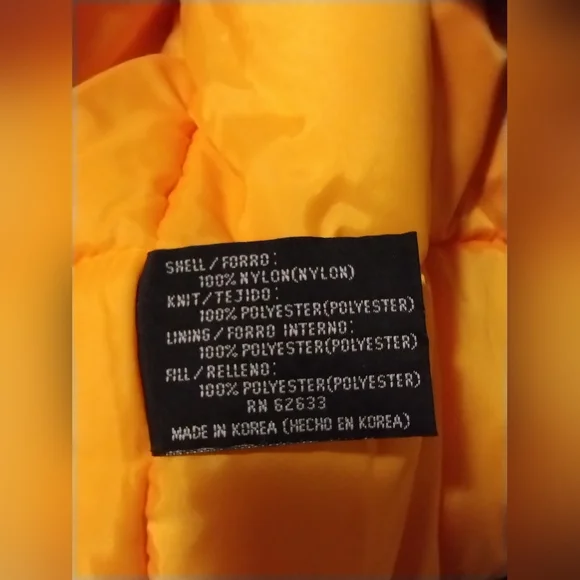 SHELL/FORRO:
100% NYLON(NYLON)
KNIT/TEJIDO:
100% POLYESTER(POLYESTER)
LINING/FORRO INTERNO:
100% POLYESTER(POLYESTER)
FILL/RELLENO:
100% POLYESTER(POLYESTER)
RN 62633
MADE IN KOREA (HECHO EN KOREA)